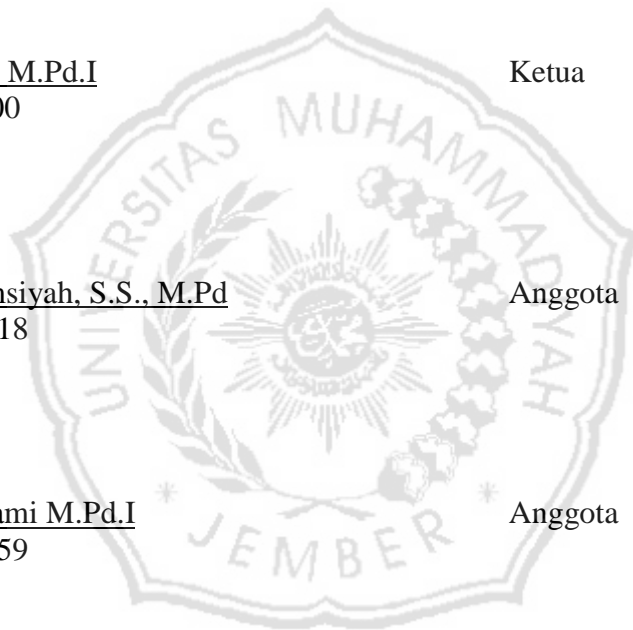 M.Pd.I Ketua
00
nsiyah, S.S., M.Pd Anggota
18
ami M.Pd.I Anggota
59
UNIVERSITAS MUHAMMADIYAH
JEMBER